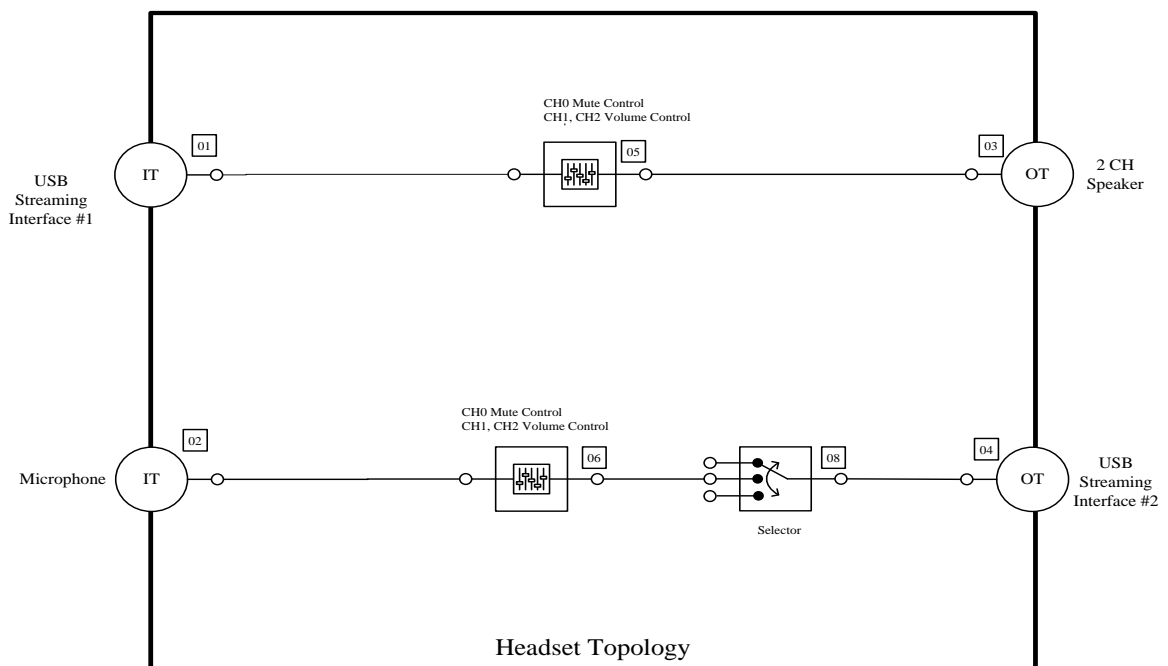 CH0 Mute Control
CH1, CH2 Volume Control
01
05
03
IT
OT
USB
Streaming
Interface #1
2 CH
Speaker
CH0 Mute Control
CH1, CH2 Volume Control
02
06
08
04
Microphone
IT
OT
USB
Streaming
Interface #2
Selector
Headset Topology